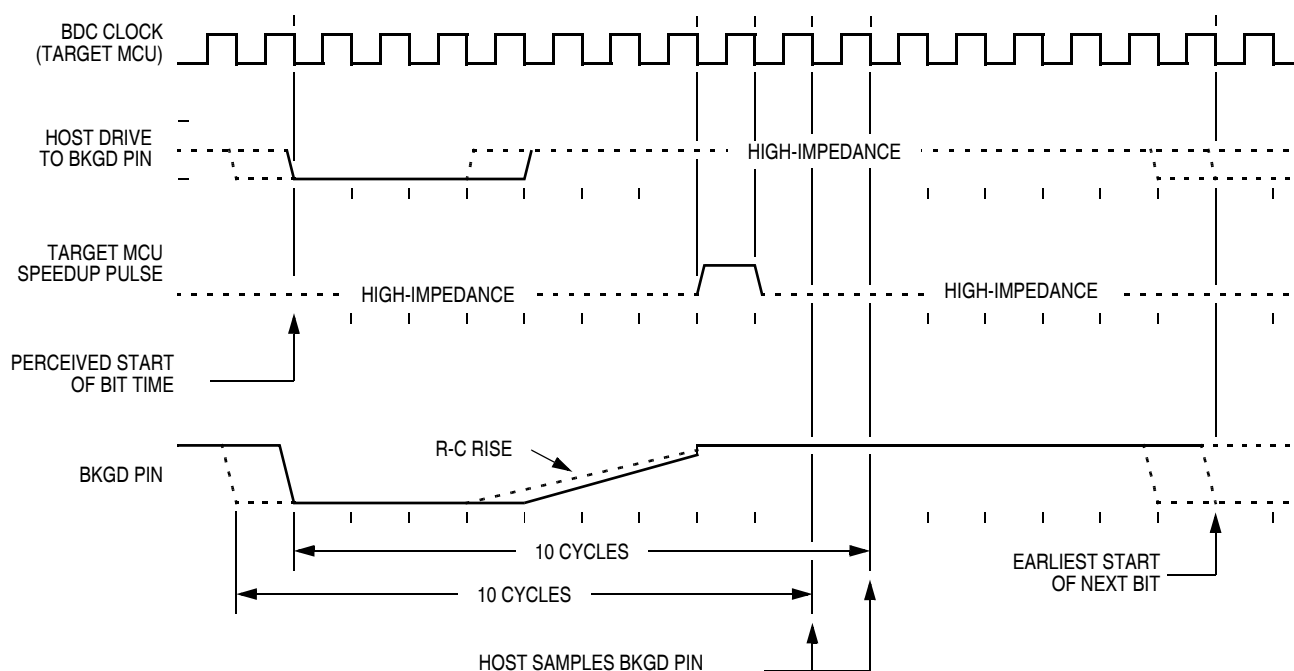 BDC CLOCK
(TARGET MCU)
HOST DRIVE
TO BKGD PIN
HIGH-IMPEDANCE
TARGET MCU
SPEEDUP PULSE
HIGH-IMPEDANCE
HIGH-IMPEDANCE
PERCEIVED START
OF BIT TIME
R-C RISE
BKGD PIN
10 CYCLES
10 CYCLES
EARLIEST START
OF NEXT BIT
HOST SAMPLES BKGD PIN